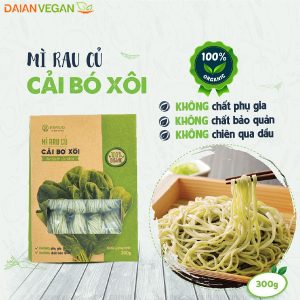 DAIANVEGAN
MÌ RAU CỦ
CẢI BÓ XÔI
100%
ORGANIC
KHÔNG chất phụ gia
KHÔNG chất bảo quản
KHÔNG chiên qua dầu
MÌ RAU CỦ
CẢI BÓ XÔI
300g
300g